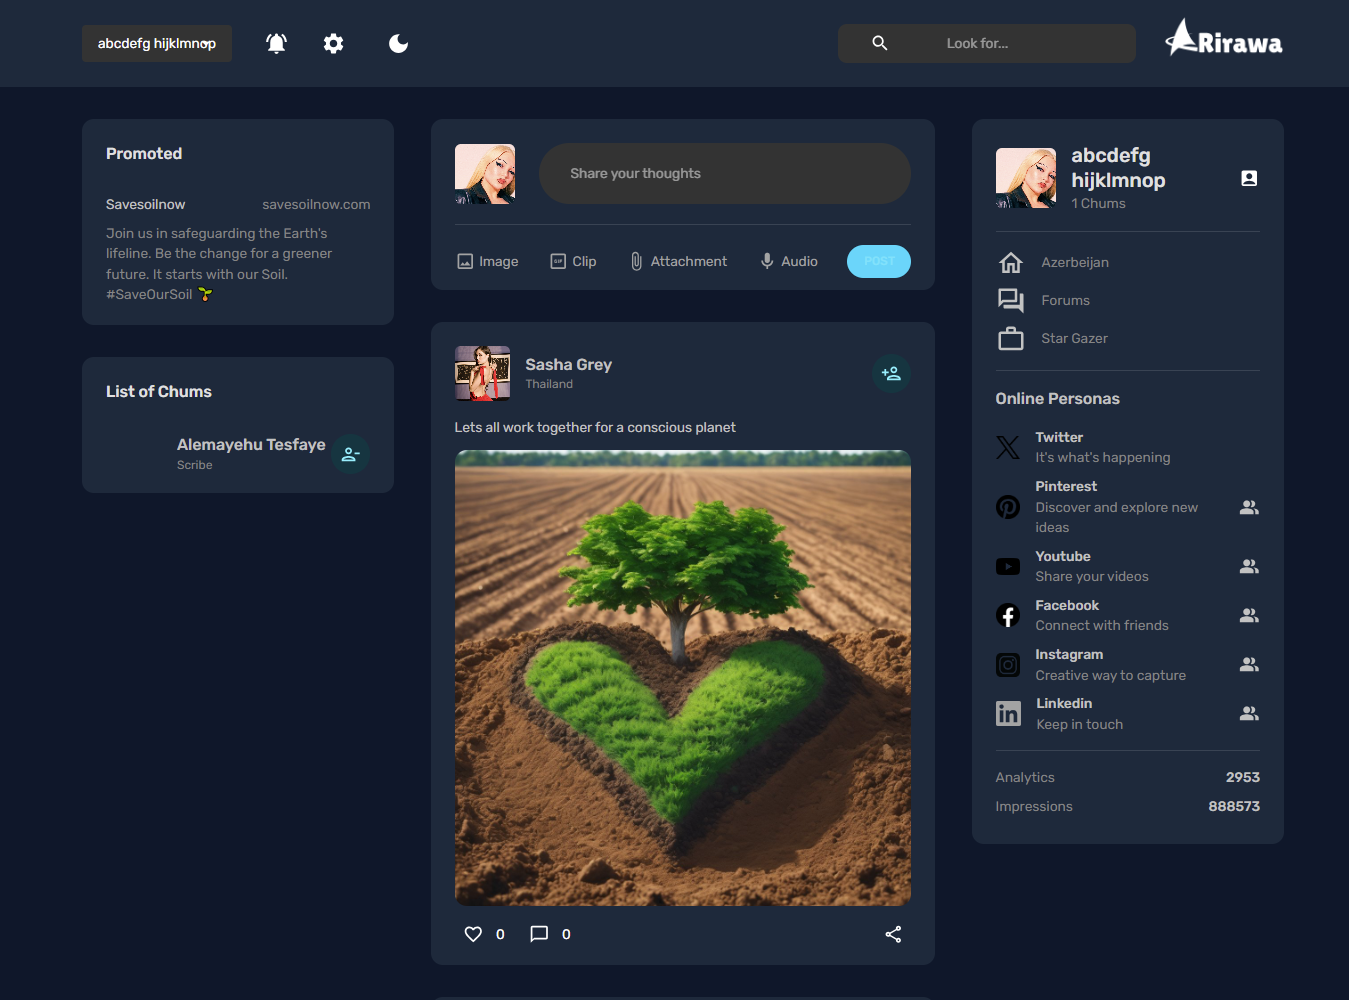 abcdefg hijklmnop
Look for...
Rirawa
Promoted
Savesoilnow
savesoilnow.com
Join us in safeguarding the Earth's
lifeline. Be the change for a greener
future. It starts with our Soil.
#SaveOurSoil 🌱
List of Chums
Alemayehu Tesfaye
Scribe
Share your thoughts
Image
GIF
Clip
Attachment
Audio
POST
Sasha Grey
Thailand
Lets all work together for a conscious planet
0
0
abcdefg
hijklmnop
1 Chums
Azerbeijan
Forums
Star Gazer
Online Personas
Twitter
It's what's happening
Pinterest
Discover and explore new
ideas
Youtube
Share your videos
Facebook
Connect with friends
Instagram
Creative way to capture
in
Linkedin
Keep in touch
Analytics
2953
Impressions
888573